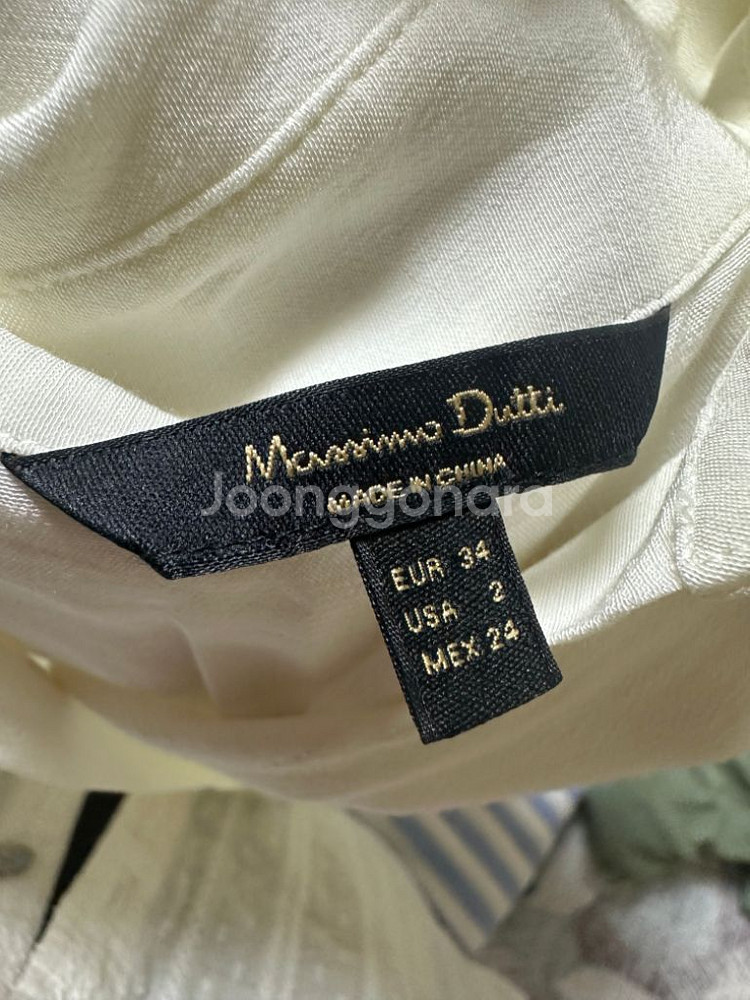 Massimo Dutti
MADE IN CHINA
Joonggonara
EUR 34
USA 2
MEX 24